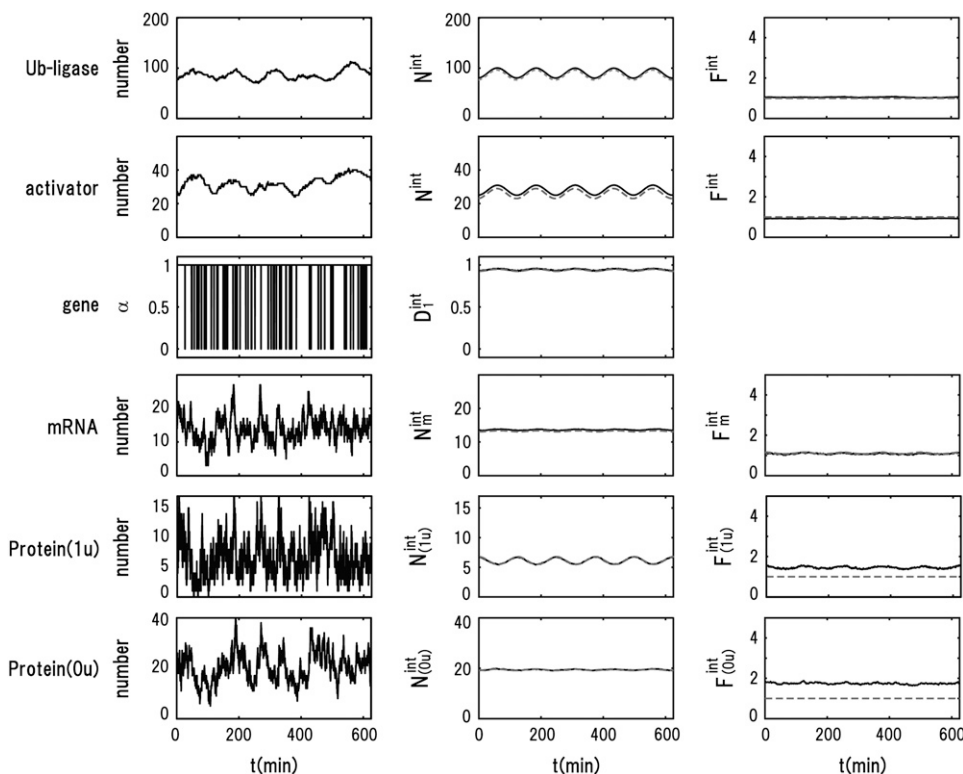 Ub-ligase
number
200
100
0
N^int
200
100
0
F^int
4
2
0
activator
number
40
20
0
N^int
40
20
0
F^int
4
2
0
gene
α
1
0.5
0
D_1^int
1
0.5
0
mRNA
number
20
10
0
N_m^int
20
10
0
F_m^int
4
2
0
Protein(1u)
number
15
10
5
0
N_(1u)^int
15
10
5
0
F_(1u)^int
4
2
0
Protein(0u)
number
40
20
0
N_(0u)^int
40
20
0
F_(0u)^int
4
2
0
0 200 400 600
0 200 400 600
0 200 400 600
t(min)
t(min)
t(min)